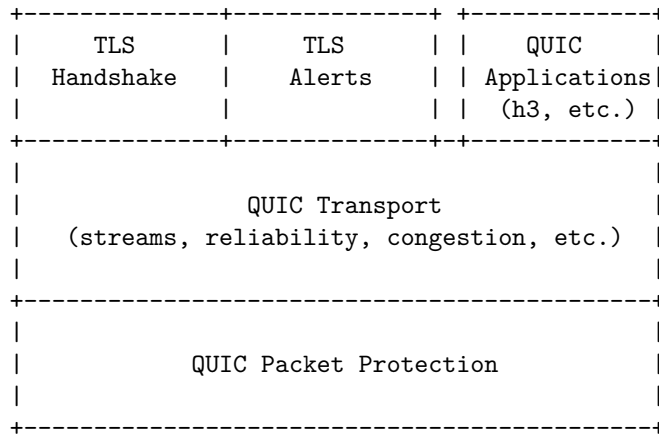 +--------------+--------------+ +-------------+
|     TLS      |     TLS      | |    QUIC     |
|  Handshake   |    Alerts    | | Applications|
|              |              | |  (h3, etc.) |
+--------------+--------------+-+-------------+
|                                             |
|                QUIC Transport               |
|   (streams, reliability, congestion, etc.)  |
|                                             |
+---------------------------------------------+
|                                             |
|            QUIC Packet Protection           |
|                                             |
+---------------------------------------------+